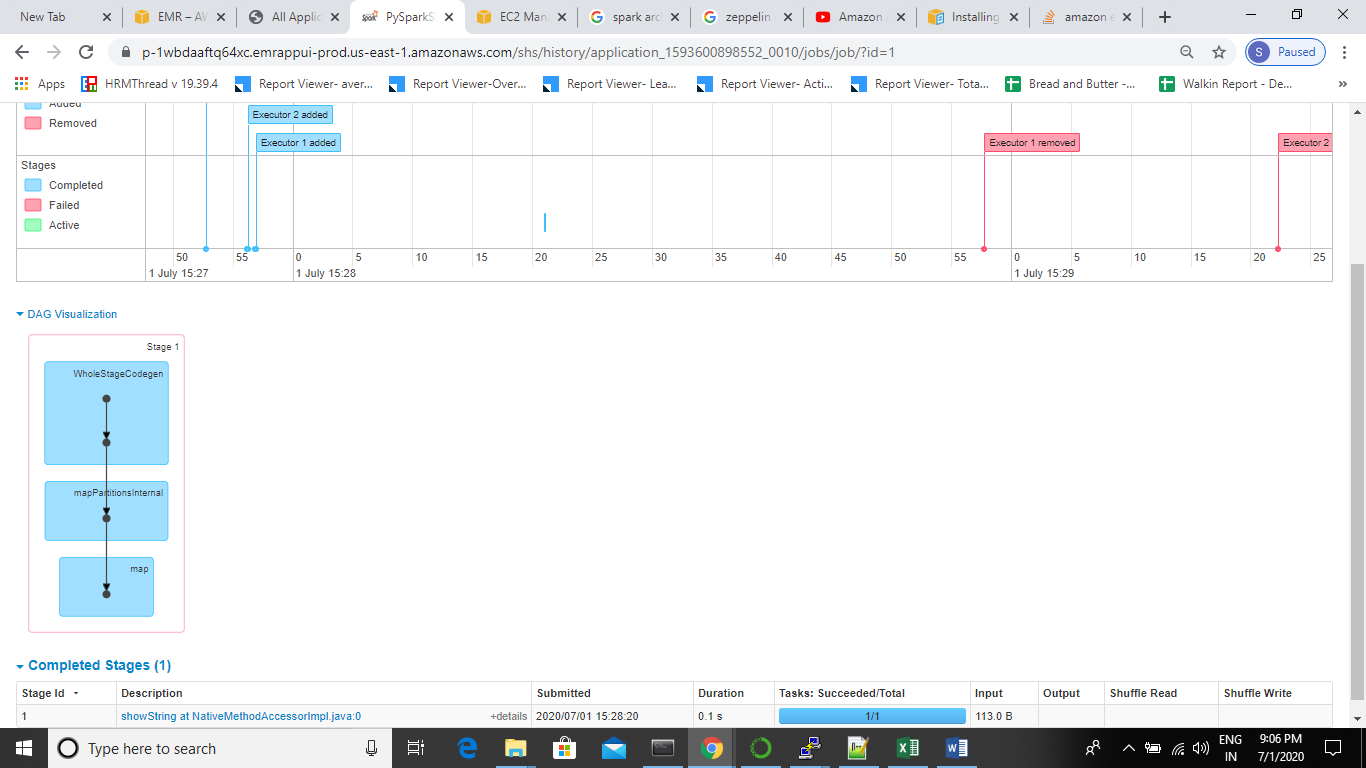 New Tab
EMR – AV
All Applic
PySparkS
EC2 Man
spark arc
zeppelin
Amazon
Installing
amazon e
p-1wbdaaftq64xc.emrappui-prod.us-east-1.amazonaws.com/shs/history/application_1593600898552_0010/jobs/job/?id=1
S Paused
Apps
HRMThread v 19.39.4
Report Viewer- aver...
Report Viewer-Over...
Report Viewer- Lea...
Report Viewer- Acti...
Report Viewer- Tota...
Bread and Butter -...
Walkin Report - De...
»
Added
Removed
Executor 2 added
Executor 1 added
Executor 1 removed
Executor 2
Stages
Completed
Failed
Active
50 55 0 5 10 15 20 25 30 35 40 45 50 55 0 5 10 15 20 25
1 July 15:27 1 July 15:28 1 July 15:29
DAG Visualization
Stage 1
WholeStageCodegen
mapPartitionsInternal
map
Completed Stages (1)
Stage Id Description Submitted Duration Tasks: Succeeded/Total Input Output Shuffle Read Shuffle Write
1 showString at NativeMethodAccessorImpl.java:0 +details 2020/07/01 15:28:20 0.1 s 1/1 113.0 B
Type here to search
ENG
IN
9:06 PM
7/1/2020